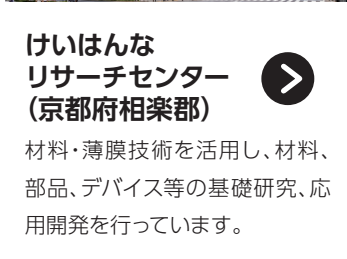 けいはんな
リサーチセンター
（京都府相楽郡）
材料・薄膜技術を活用し、材料、
部品、デバイス等の基礎研究、応
用開発を行っています。